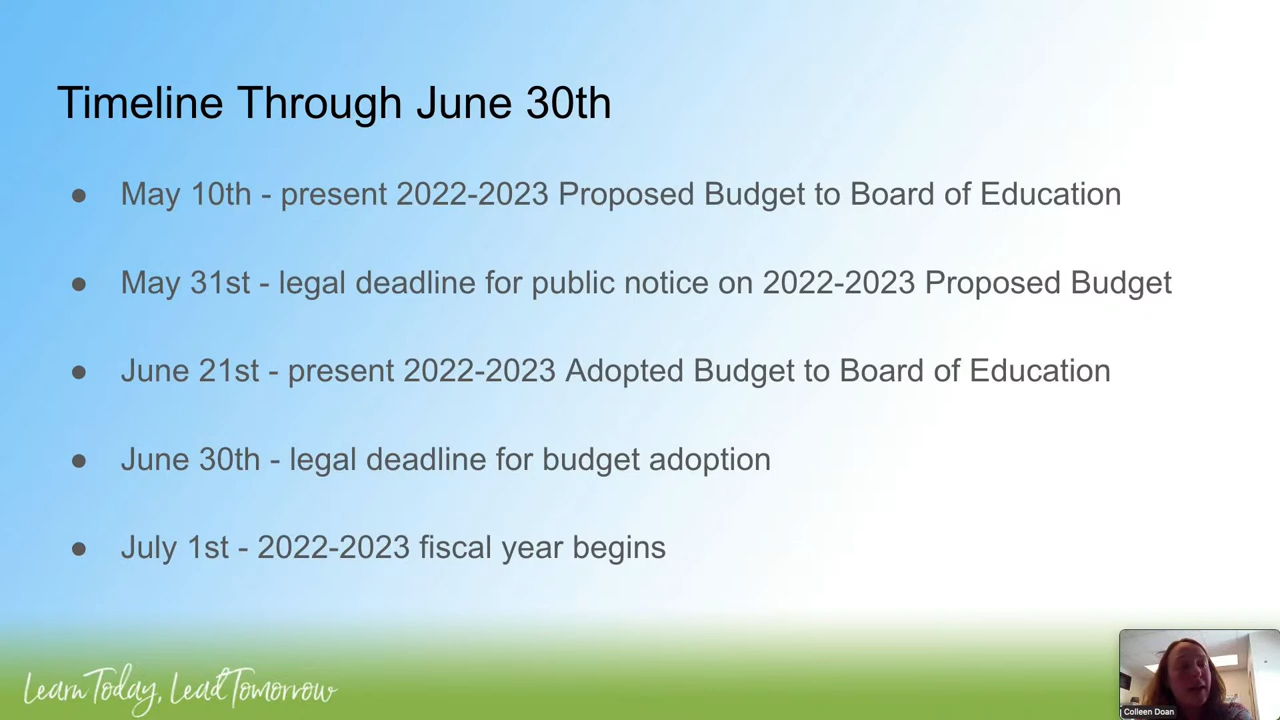 Timeline Through June 30th
● May 10th - present 2022-2023 Proposed Budget to Board of Education
● May 31st - legal deadline for public notice on 2022-2023 Proposed Budget
● June 21st - present 2022-2023 Adopted Budget to Board of Education
● June 30th - legal deadline for budget adoption
● July 1st - 2022-2023 fiscal year begins
Learn Today, Lead Tomorrow
Colleen Doan